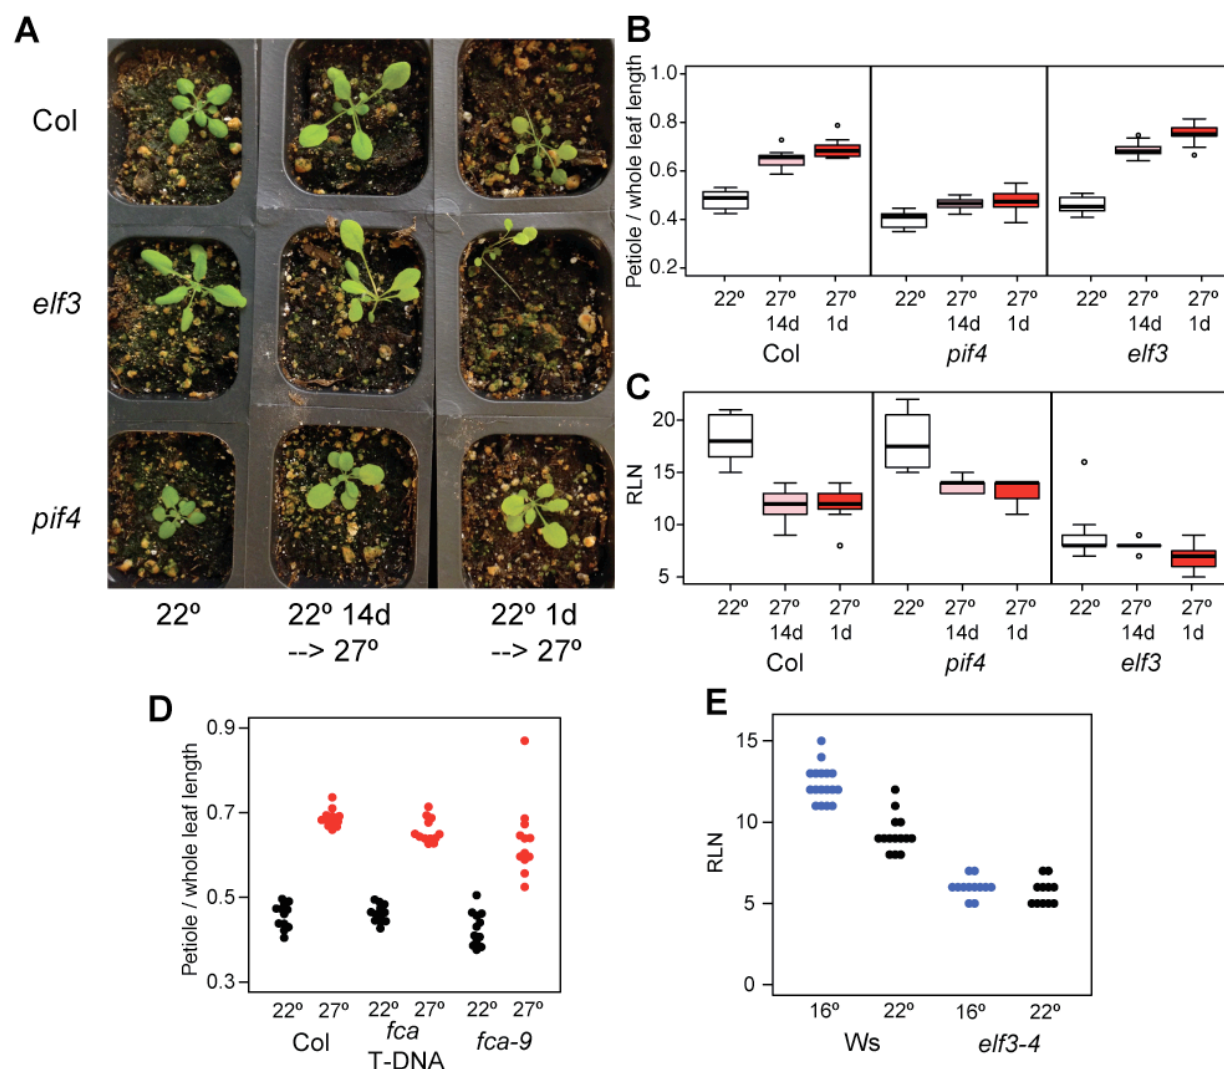 A
Col
elf3
pif4
22º
22º 14d
--> 27º
22º 1d
--> 27º
B
Petiole / whole leaf length
1.0
0.8
0.6
0.4
0.2
22º 27º 27º 22º 27º 27º 22º 27º 27º
14d 1d 14d 1d 14d 1d
Col pif4 elf3
C
RLN
20
15
10
5
22º 27º 27º 22º 27º 27º 22º 27º 27º
14d 1d 14d 1d 14d 1d
Col pif4 elf3
D
Petiole / whole leaf length
0.9
0.7
0.5
0.3
22º 27º 22º 27º 22º 27º
Col fca fca-9
T-DNA
E
RLN
15
10
5
0
16º 22º 16º 22º
Ws elf3-4